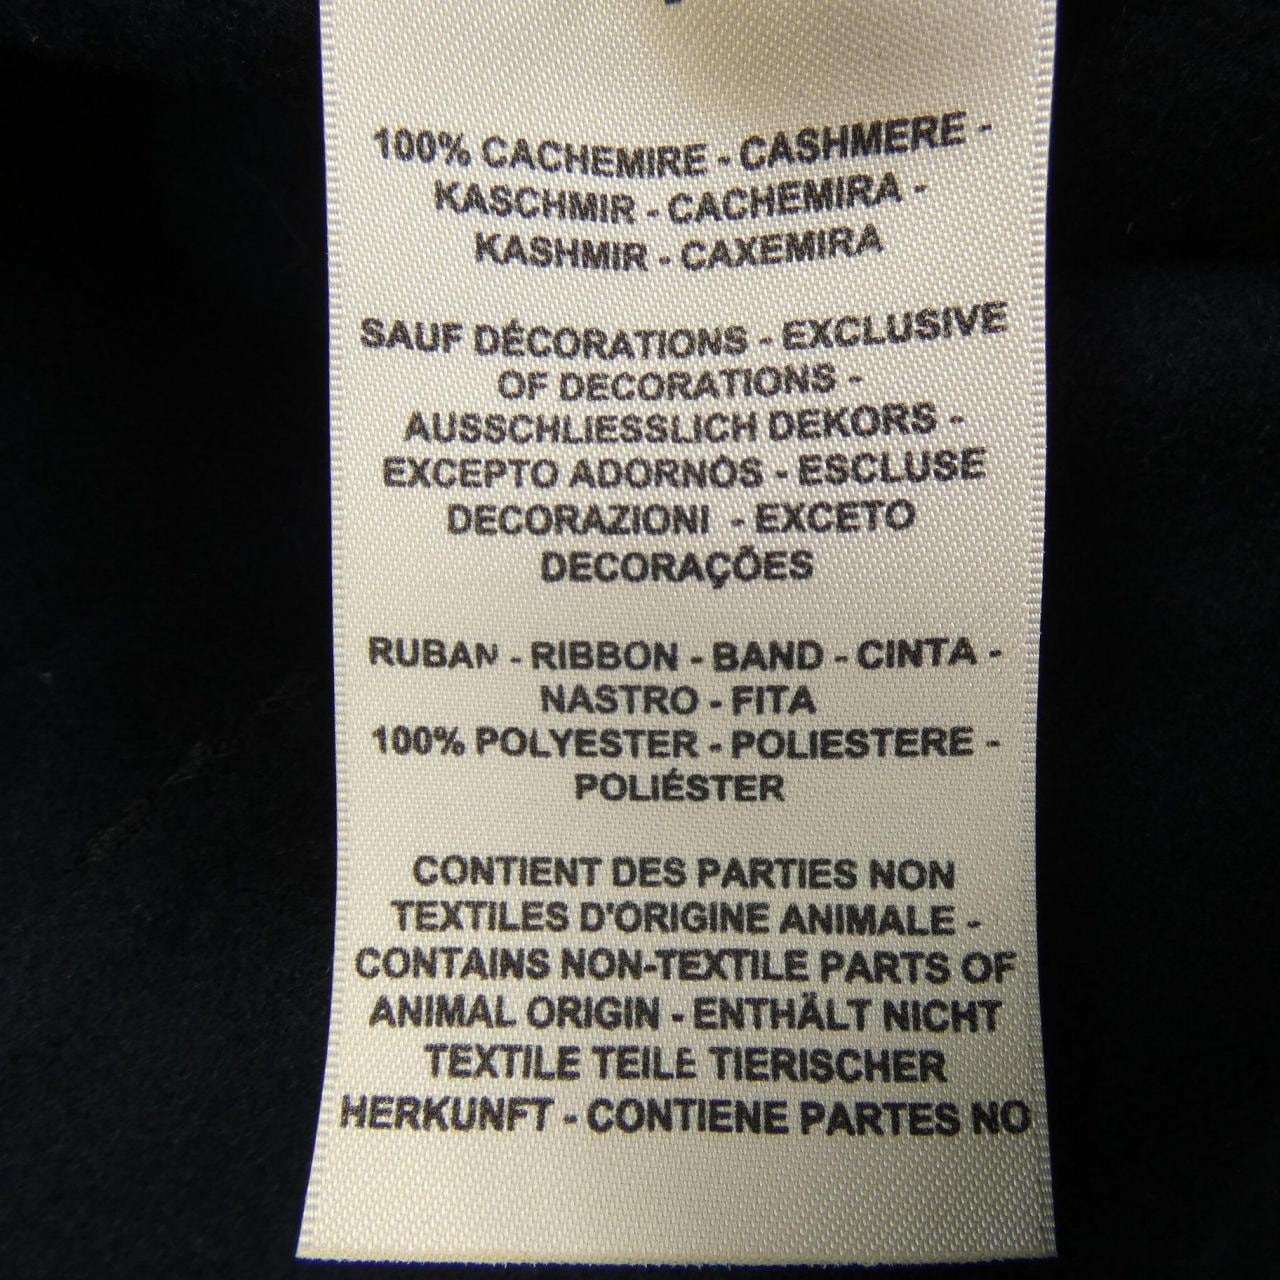 100% CACHEMIRE - CASHMERE -
KASCHMIR - CACHEMIRA -
KASHMIR - CAXEMIRA
SAUF DÉCORATIONS - EXCLUSIVE
OF DECORATIONS -
AUSSCHLIESSLICH DEKORS -
EXCEPTO ADORNOS - ESCLUSE
DECORAZIONI - EXCETO
DECORAÇÕES
RUBAN - RIBBON - BAND - CINTA -
NASTRO - FITA
100% POLYESTER - POLIESTERE -
POLIÉSTER
CONTIENT DES PARTIES NON
TEXTILES D'ORIGINE ANIMALE -
CONTAINS NON-TEXTILE PARTS OF
ANIMAL ORIGIN - ENTHÄLT NICHT
TEXTILE TEILE TIERISCHER
HERKUNFT - CONTIENE PARTES NO